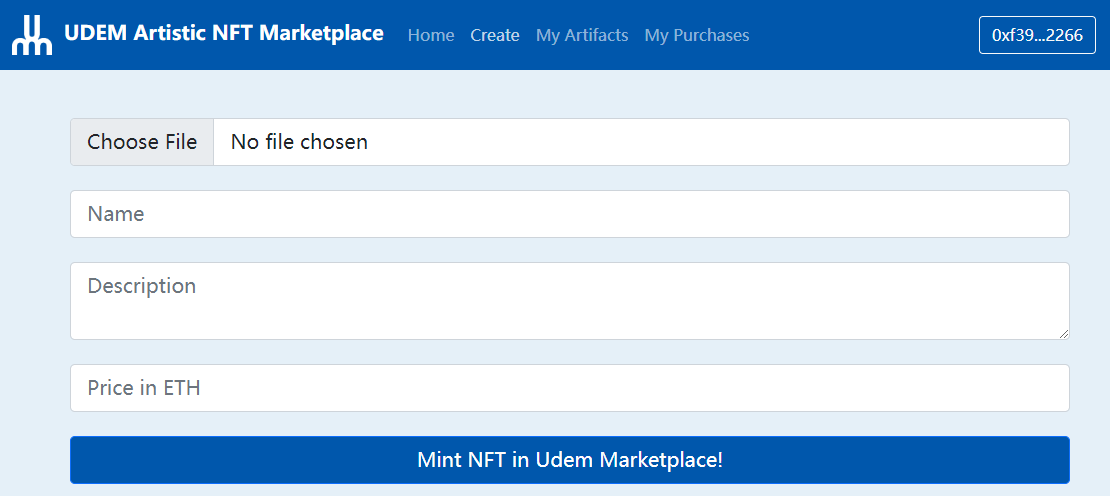 UDEM Artistic NFT Marketplace Home Create My Artifacts My Purchases 0xf39...2266
Choose File No file chosen
Name
Description
Price in ETH
Mint NFT in Udem Marketplace!